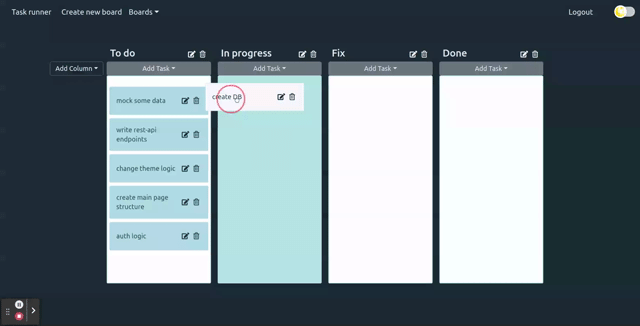 Task runner
Create new board
Boards
Logout
To do
In progress
Fix
Done
Add Column
Add Task
Add Task
Add Task
Add Task
mock some data
create DB
write rest-api
endpoints
change theme logic
create main page
structure
auth logic